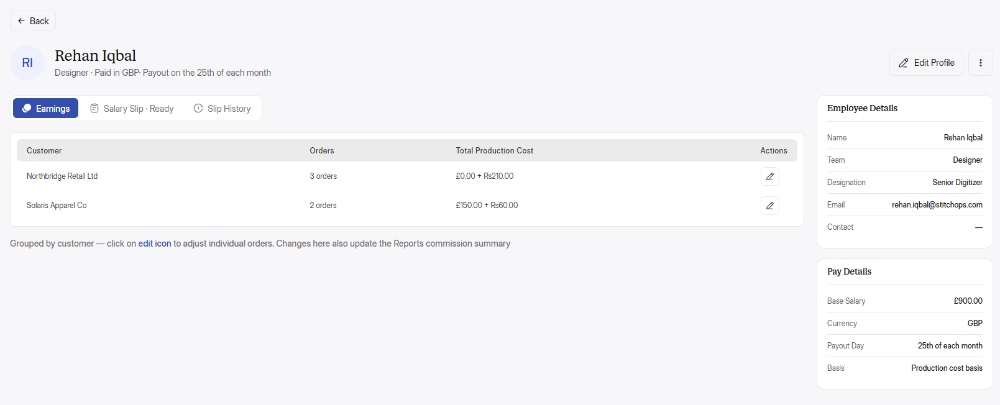 Back
RI
Rehan Iqbal
Designer · Paid in GBP· Payout on the 25th of each month
Edit Profile
Earnings
Salary Slip · Ready
Slip History
Customer Orders Total Production Cost Actions
Northbridge Retail Ltd 3 orders £0.00 + Rs210.00
Solaris Apparel Co 2 orders £150.00 + Rs60.00
Grouped by customer — click on edit icon to adjust individual orders. Changes here also update the Reports commission summary
Employee Details
Name Rehan Iqbal
Team Designer
Designation Senior Digitizer
Email rehan.iqbal@stitchops.com
Contact —
Pay Details
Base Salary £900.00
Currency GBP
Payout Day 25th of each month
Basis Production cost basis